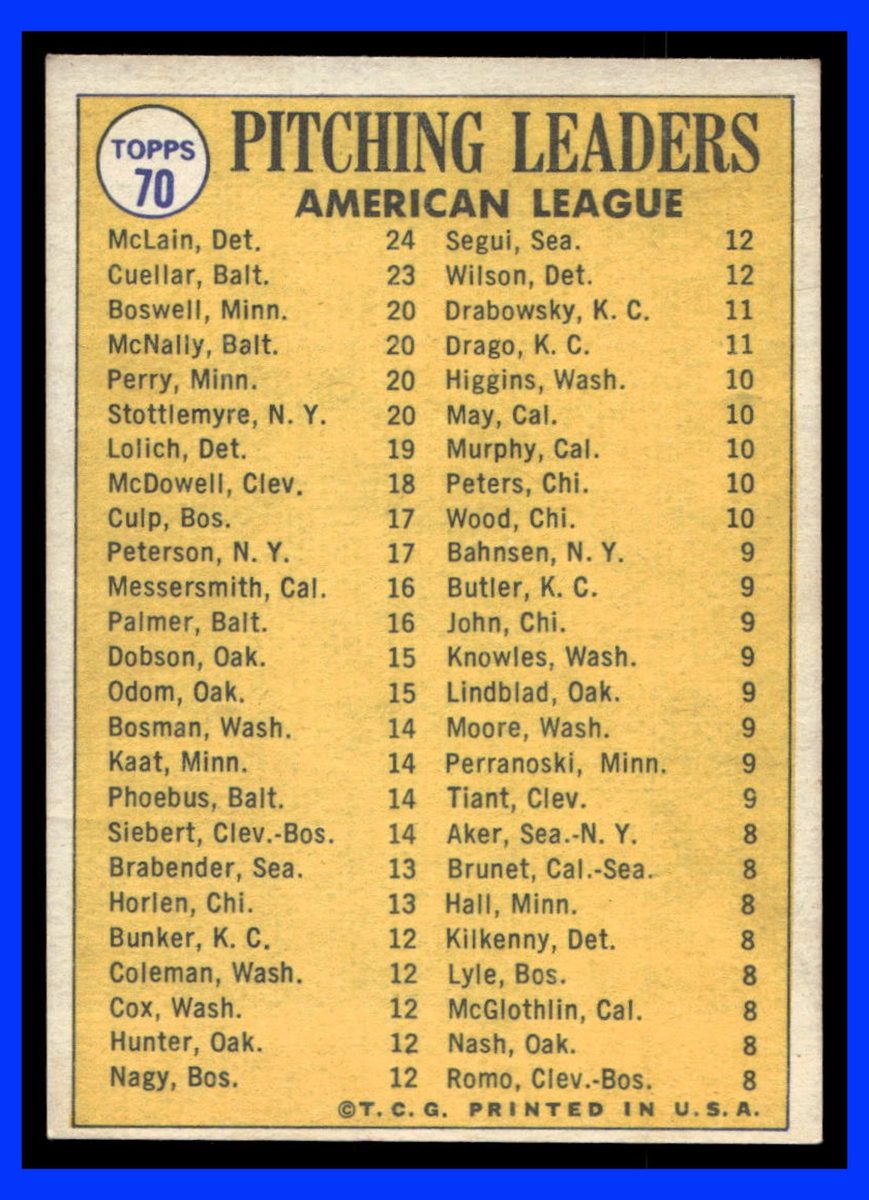 TOPPS
70
PITCHING LEADERS
AMERICAN LEAGUE
McLain, Det. 24 Segui, Sea. 12
Cuellar, Balt. 23 Wilson, Det. 12
Boswell, Minn. 20 Drabowsky, K. C. 11
McNally, Balt. 20 Drago, K. C. 11
Perry, Minn. 20 Higgins, Wash. 10
Stottlemyre, N. Y. 20 May, Cal. 10
Lolich, Det. 19 Murphy, Cal. 10
McDowell, Clev. 18 Peters, Chi. 10
Culp, Bos. 17 Wood, Chi. 10
Peterson, N. Y. 17 Bahnsen, N. Y. 9
Messersmith, Cal. 16 Butler, K. C. 9
Palmer, Balt. 16 John, Chi. 9
Dobson, Oak. 15 Knowles, Wash. 9
Odom, Oak. 15 Lindblad, Oak. 9
Bosman, Wash. 14 Moore, Wash. 9
Kaat, Minn. 14 Perranoski, Minn. 9
Phoebus, Balt. 14 Tiant, Clev. 9
Siebert, Clev.-Bos. 14 Aker, Sea.-N. Y. 8
Brabender, Sea. 13 Brunet, Cal.-Sea. 8
Horlen, Chi. 13 Hall, Minn. 8
Bunker, K. C. 12 Kilkenny, Det. 8
Coleman, Wash. 12 Lyle, Bos. 8
Cox, Wash. 12 McGlothlin, Cal. 8
Hunter, Oak. 12 Nash, Oak. 8
Nagy, Bos. 12 Romo, Clev.-Bos. 8
©T. C. G. PRINTED IN U.S.A.